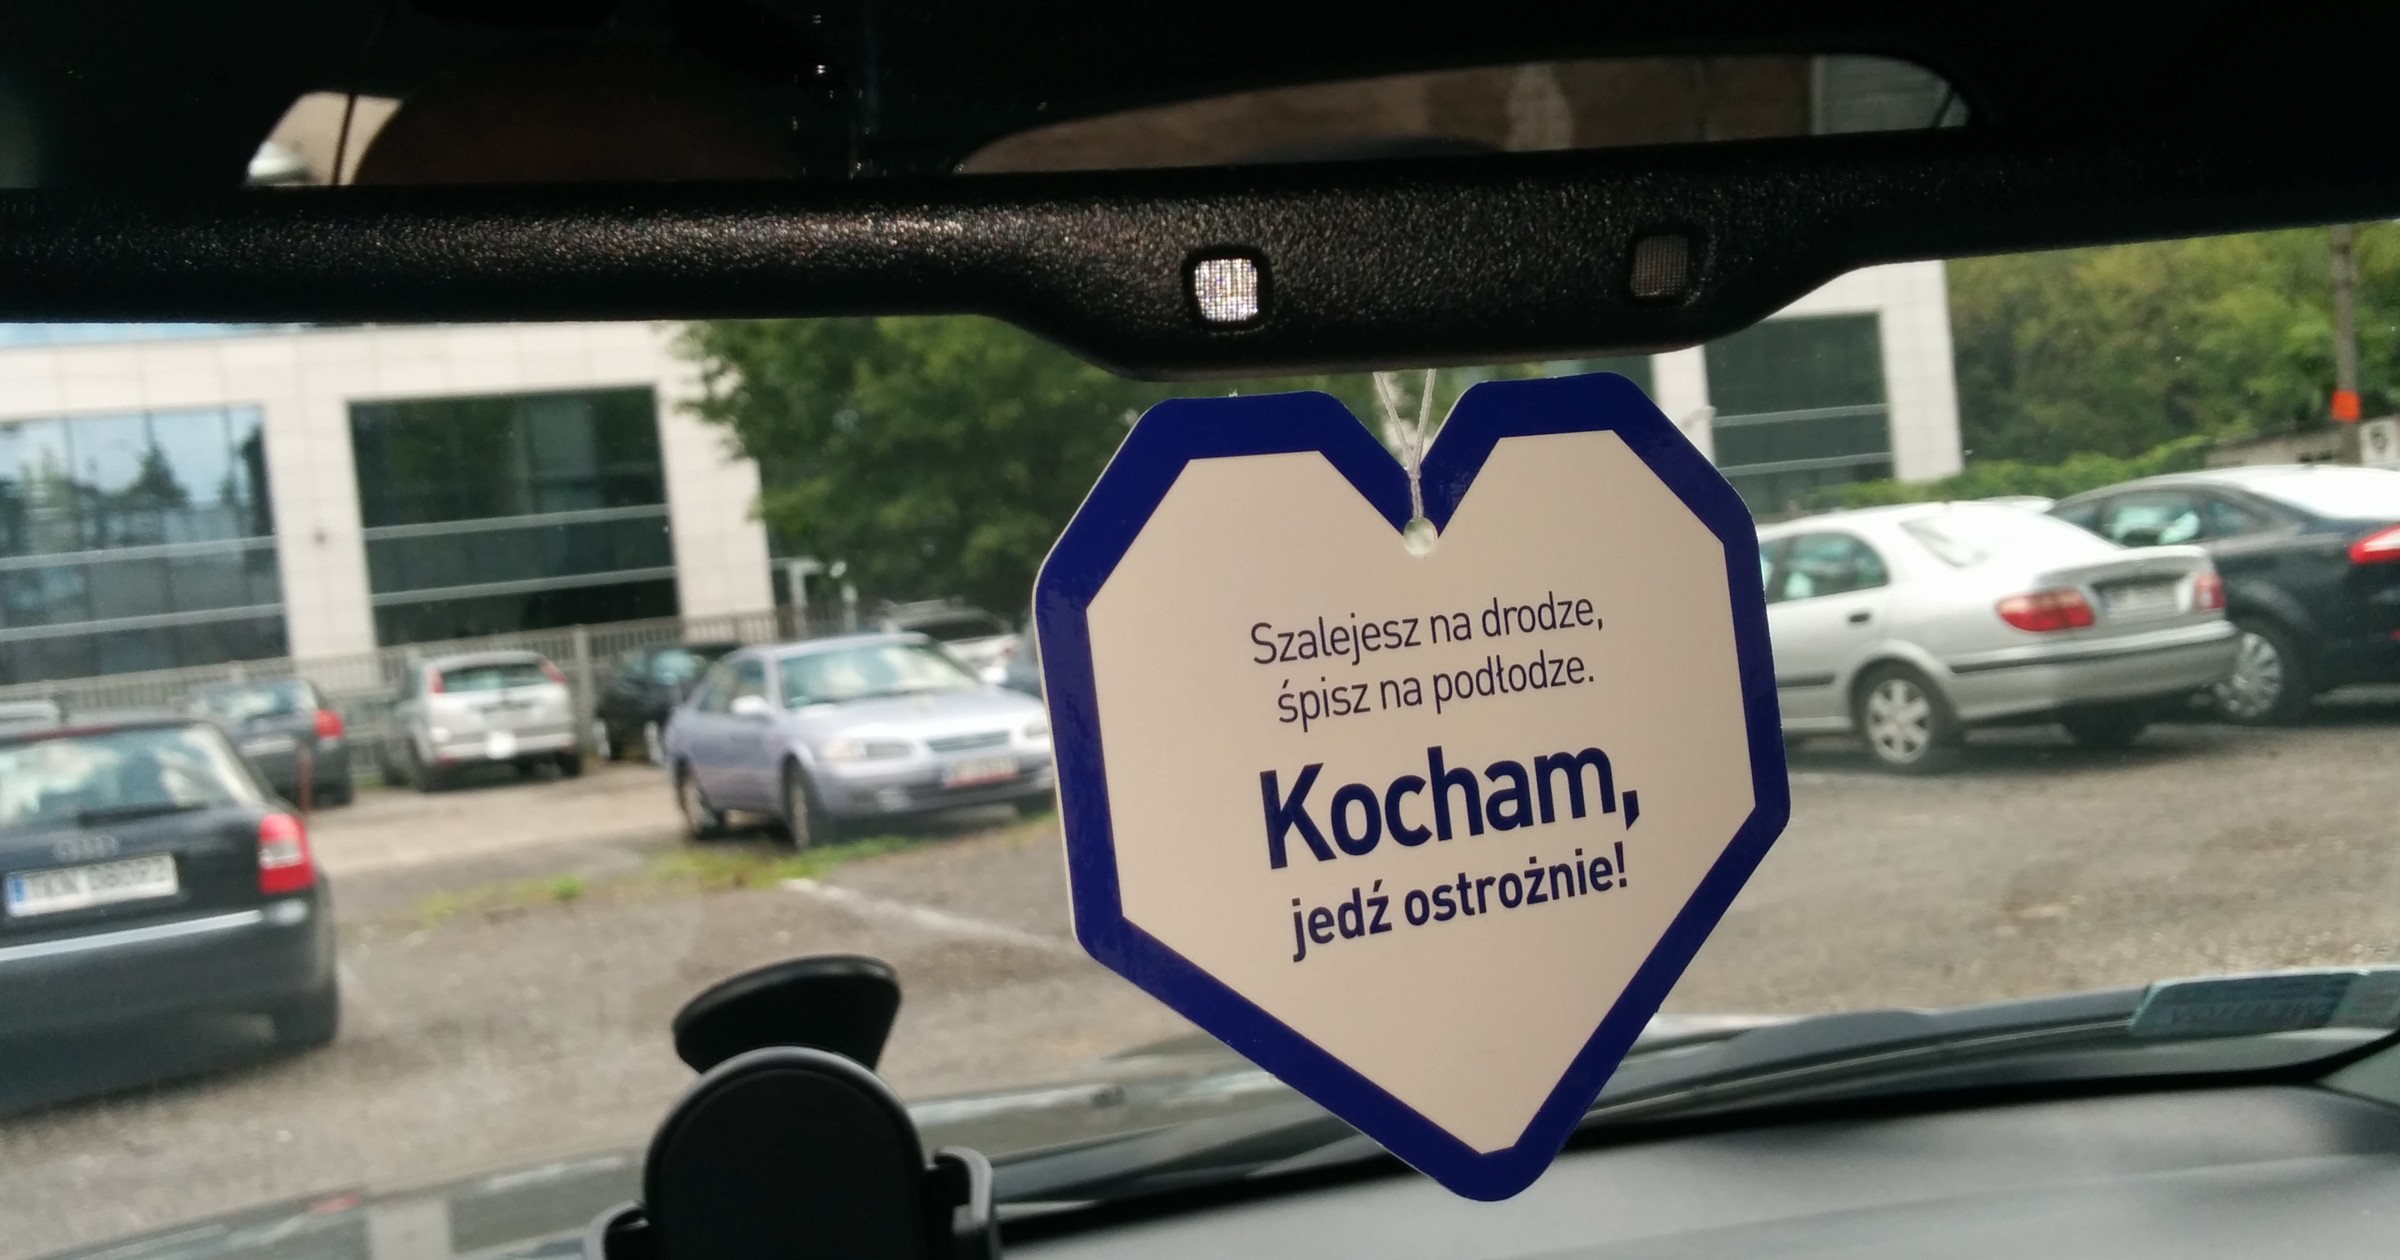 Szalejesz na drodze,
śpisz na podłodze.
Kocham,
jedź ostrożnie!